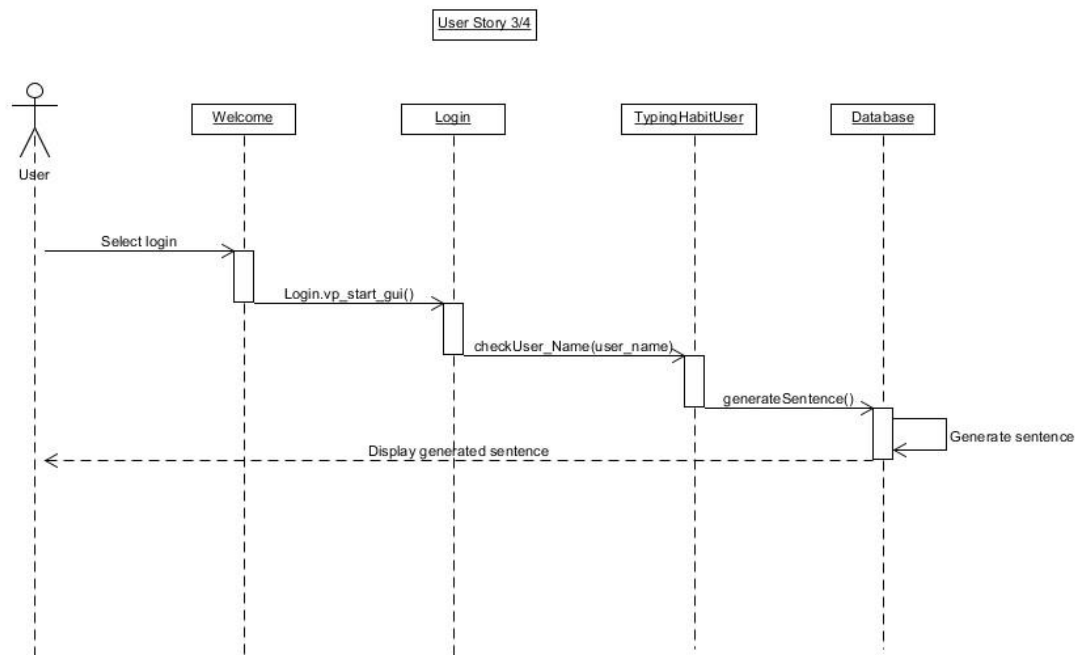 User Story 3/4
Welcome
Login
TypingHabitUser
Database
User
Select login
Login.vp_start_gui()
checkUser_Name(user_name)
generateSentence()
Generate sentence
Display generated sentence